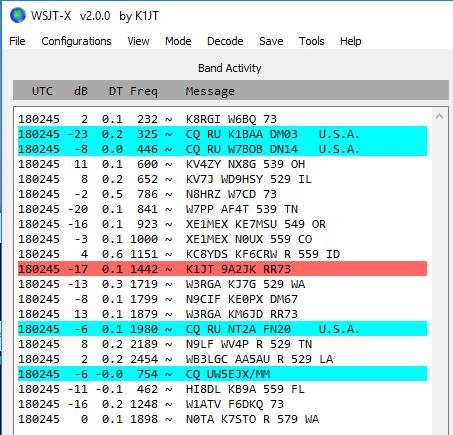 WSJT-X v2.0.0 by K1JT
File Configurations View Mode Decode Save Tools Help
Band Activity
UTC dB DT Freq Message
180245 2 0.1 232 ~ K8RGI W6BQ 73
180245 -23 0.2 325 ~ CQ RU K1BAA DM03 U.S.A.
180245 -8 0.0 446 ~ CQ RU W7BOB DN14 U.S.A.
180245 11 0.1 600 ~ KV4ZY NX8G 539 OH
180245 8 0.2 652 ~ KV7J WD9HSY 529 IL
180245 -2 0.5 786 ~ N8HRZ W7CD 73
180245 -20 0.1 841 ~ W7PP AF4T 539 TN
180245 -16 0.1 923 ~ XE1MEX KE7MSU 549 OR
180245 -3 0.1 1000 ~ XE1MEX N0UX 559 CO
180245 4 0.6 1151 ~ KC8YDS KF6CRW R 559 ID
180245 -17 0.1 1442 ~ K1JT 9A2JK RR73
180245 -13 0.3 1719 ~ W3RGA KJ7G 529 WA
180245 -8 0.1 1799 ~ N9CIF KE0PX DM67
180245 13 0.1 1879 ~ W3RGA KM6JD RR73
180245 -6 0.1 1980 ~ CQ RU NT2A FN20 U.S.A.
180245 8 0.2 2189 ~ N9LF WV4P R 529 TN
180245 2 0.2 2454 ~ WB3LGC AA5AU R 529 LA
180245 -6 -0.0 754 ~ CQ UW5EJX/MM
180245 -11 -0.1 462 ~ HI8DL KB9A 559 FL
180245 -16 0.2 1248 ~ W1ATV F6DKQ 73
180245 0 0.1 1898 ~ N0TA K7STO R 579 WA